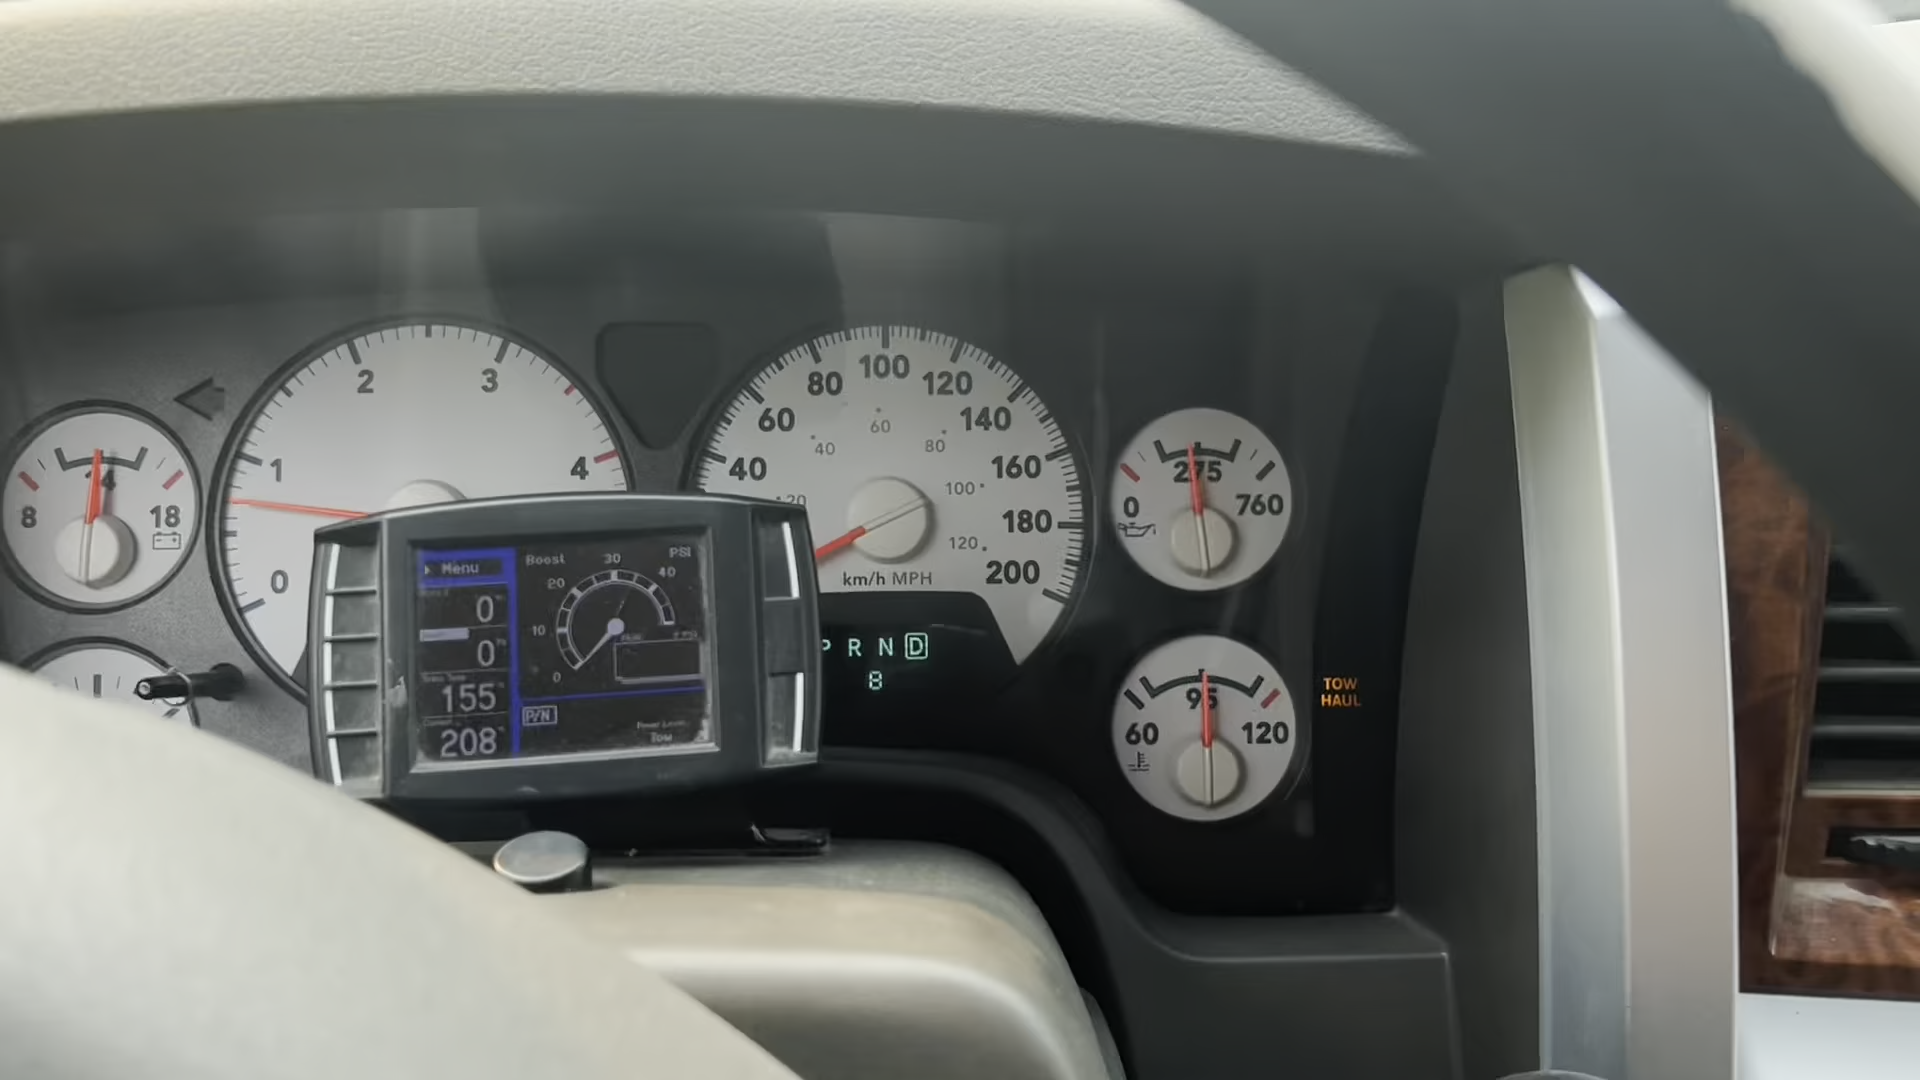 8 14 18
0 1 2 3 4
40 60 80 100 120 140 160 180 200
20 40 60 80 100 120
km/h MPH
0 275 760
60 95 120
P R N D
8
TOW
HAUL
Menu
0
0
155
208
Boost
PSI
0 10 20 30 40
P/N
Power Level
Tow